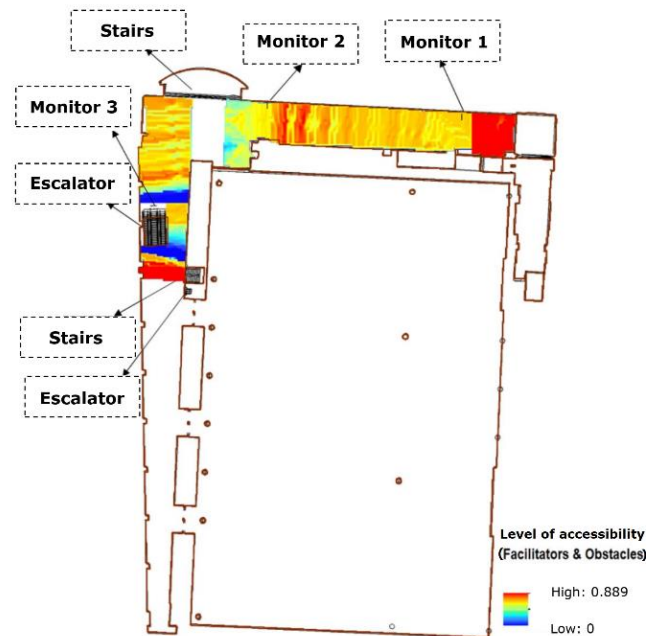 Stairs
Monitor 2
Monitor 1
Monitor 3
Escalator
Stairs
Escalator
Level of accessibility
(Facilitators & Obstacles)
High: 0.889
Low: 0